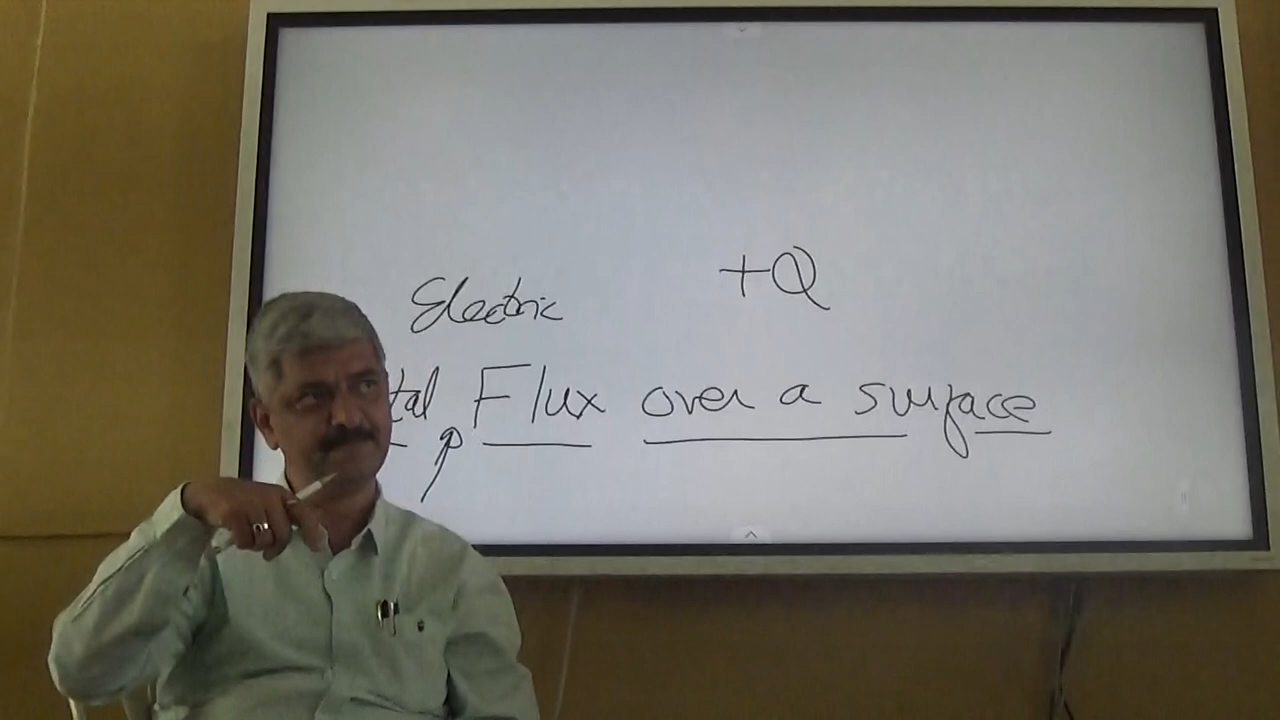 +Q
Electric
tal Flux over a surface